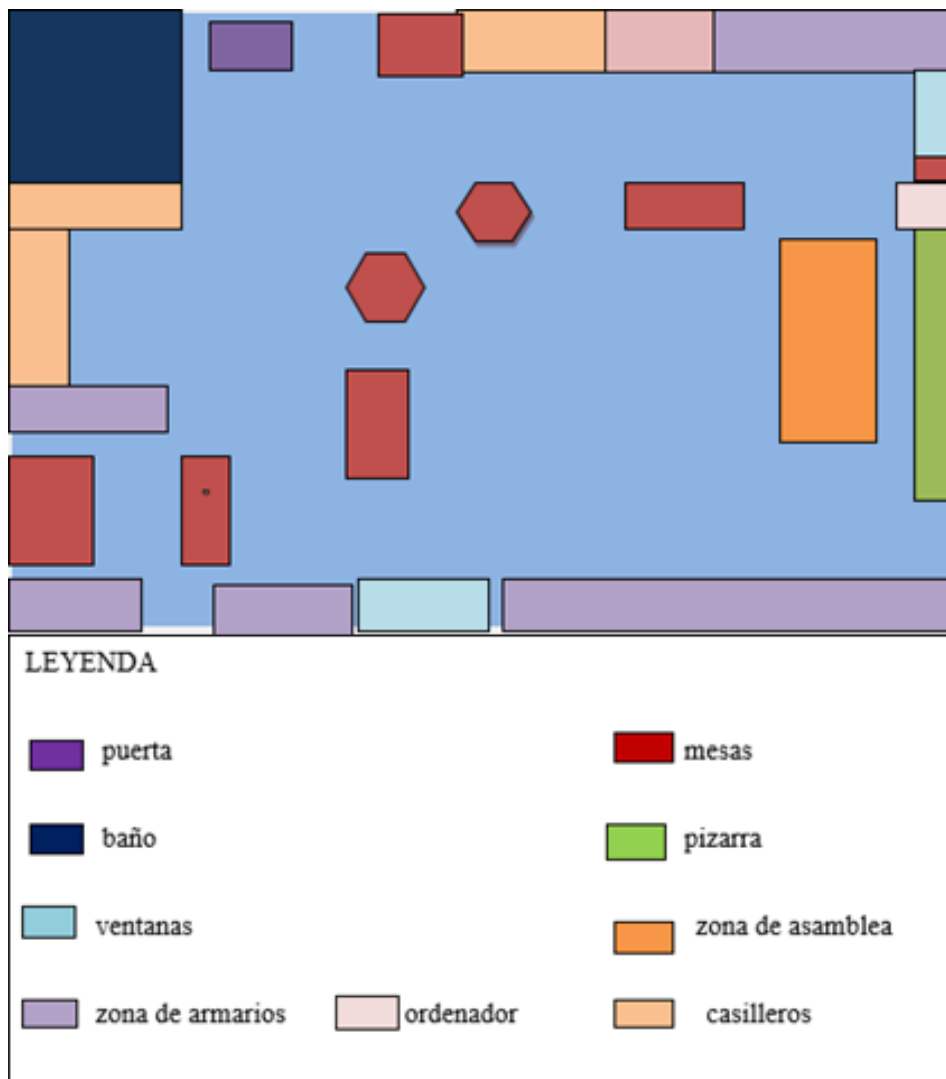 LEYENDA
puerta
mesas
baño
pizarra
ventanas
zona de asamblea
zona de armarios
ordenador
casilleros